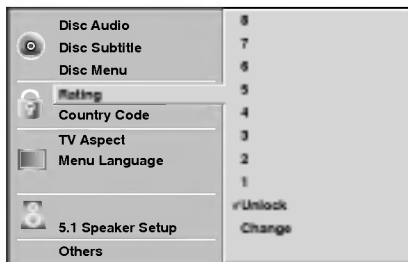 Disc Audio
Disc Subtitle
Disc Menu
Rating
Country Code
TV Aspect
Menu Language
5.1 Speaker Setup
Others
8
7
6
5
4
3
2
1
✓Unlock
Change